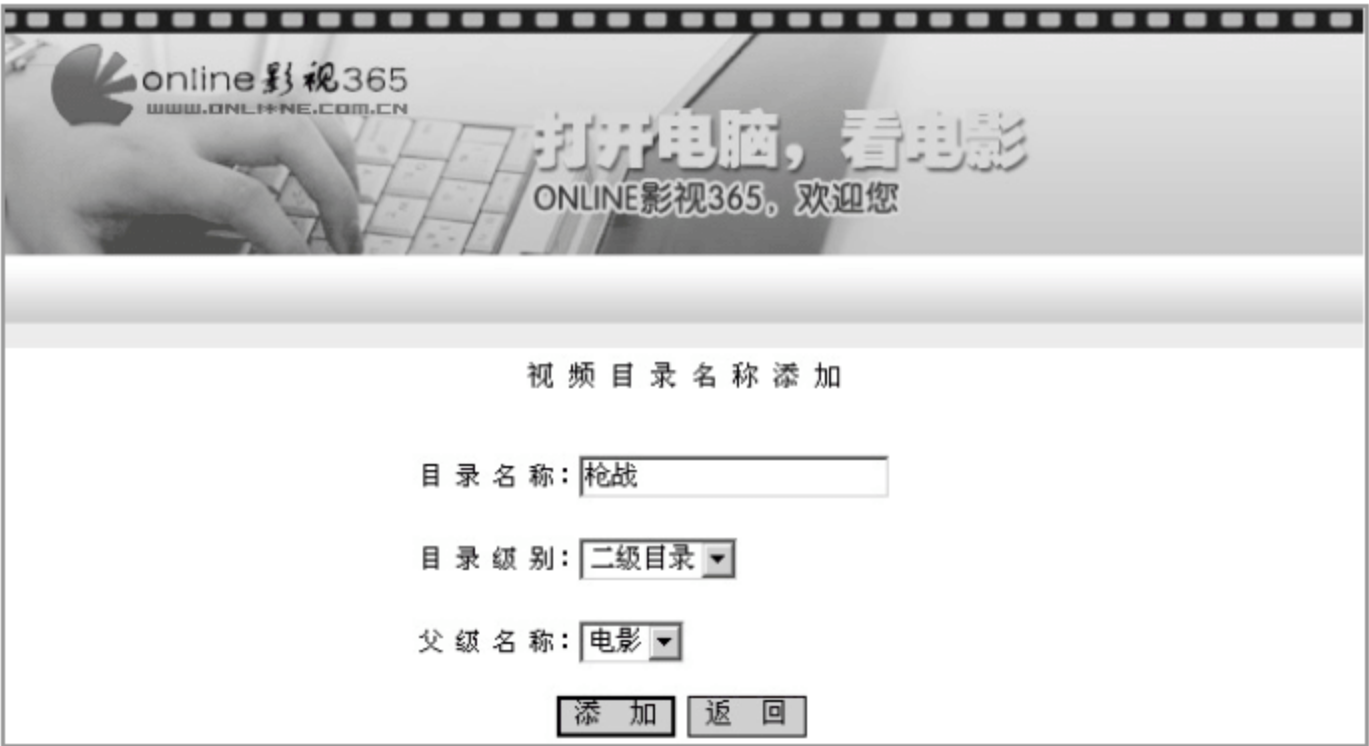 online影视365
WWW.ONLINE.COM.CN
打开电脑，看电影
ONLINE影视365，欢迎您
视频目录名称添加
目录名称：枪战
目录级别：二级目录
父级名称：电影
添 加 返 回